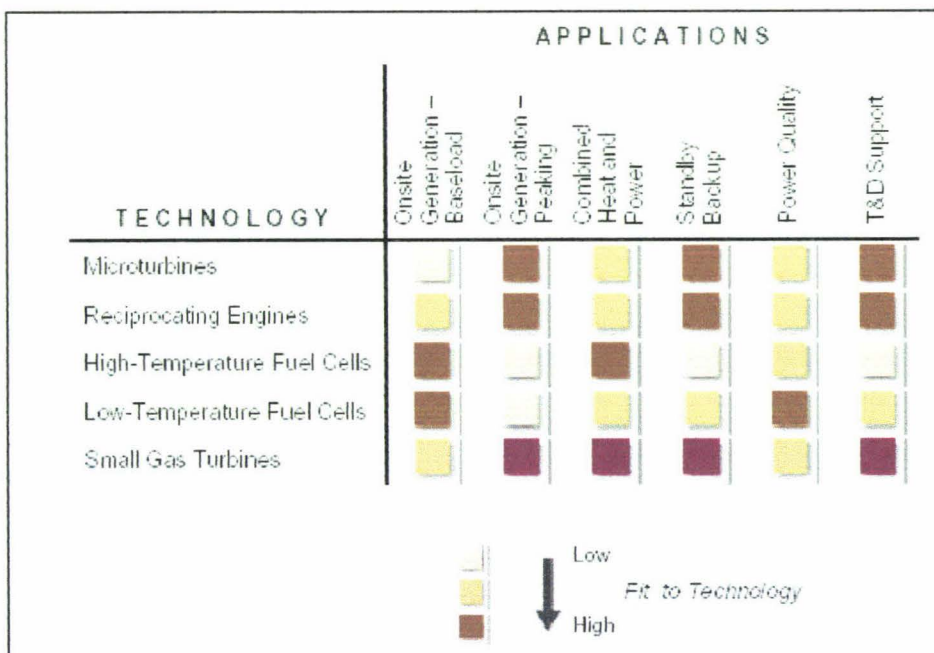 APPLICATIONS
Onsite
Generation –
Baseload
Onsite
Generation –
Peaking
Combined
Heat and
Power
Standby
Backup
Power Quality
T&D Support
TECHNOLOGY
Microturbines
Reciprocating Engines
High-Temperature Fuel Cells
Low-Temperature Fuel Cells
Small Gas Turbines
Low
Fit to Technology
High